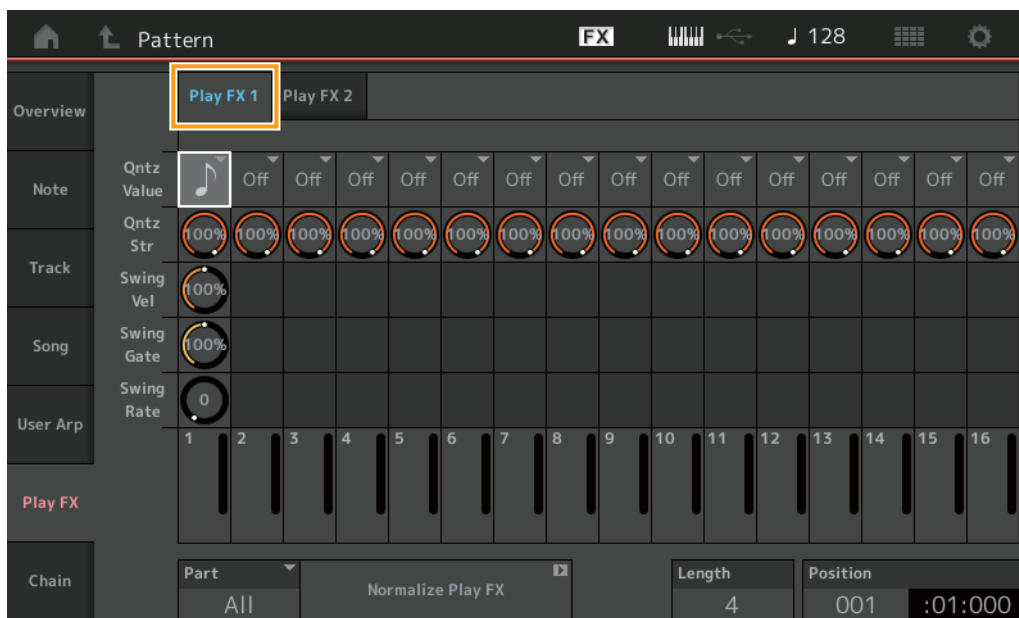 Pattern FX ♩ 128
Play FX 1 Play FX 2
Overview
Note
Track
Song
User Arp
Play FX
Chain
Qntz Value ♪ Off Off Off Off Off Off Off Off Off Off Off Off Off Off Off
Qntz Str 100% 100% 100% 100% 100% 100% 100% 100% 100% 100% 100% 100% 100% 100% 100% 100%
Swing Vel 100%
Swing Gate 100%
Swing Rate 0
1 2 3 4 5 6 7 8 9 10 11 12 13 14 15 16
Part Normalize Play FX Length Position
All 4 001 :01:000